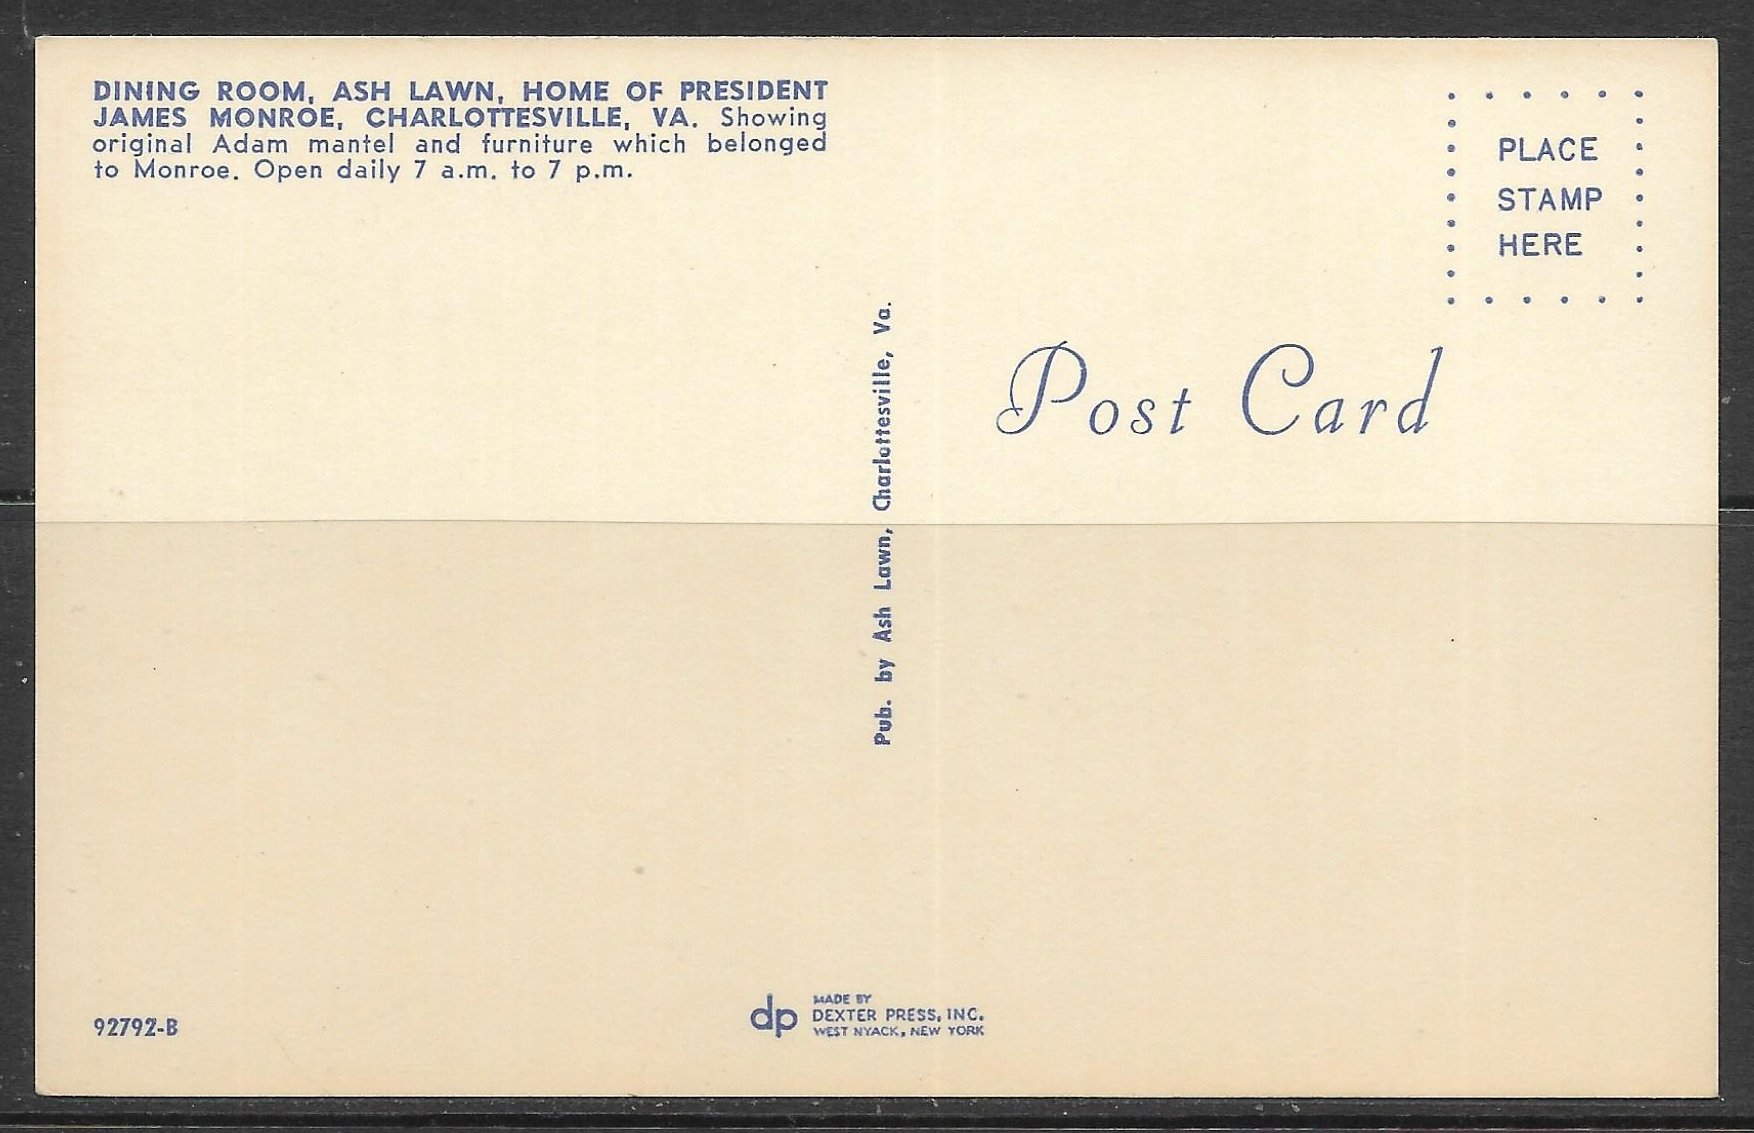 DINING ROOM, ASH LAWN, HOME OF PRESIDENT
JAMES MONROE, CHARLOTTESVILLE, VA. Showing
original Adam mantel and furniture which belonged
to Monroe. Open daily 7 a.m. to 7 p.m.
PLACE
STAMP
HERE
Post Card
Pub. by Ash Lawn, Charlottesville, Va.
92792-B
dp
MADE BY
DEXTER PRESS, INC.
WEST NYACK, NEW YORK